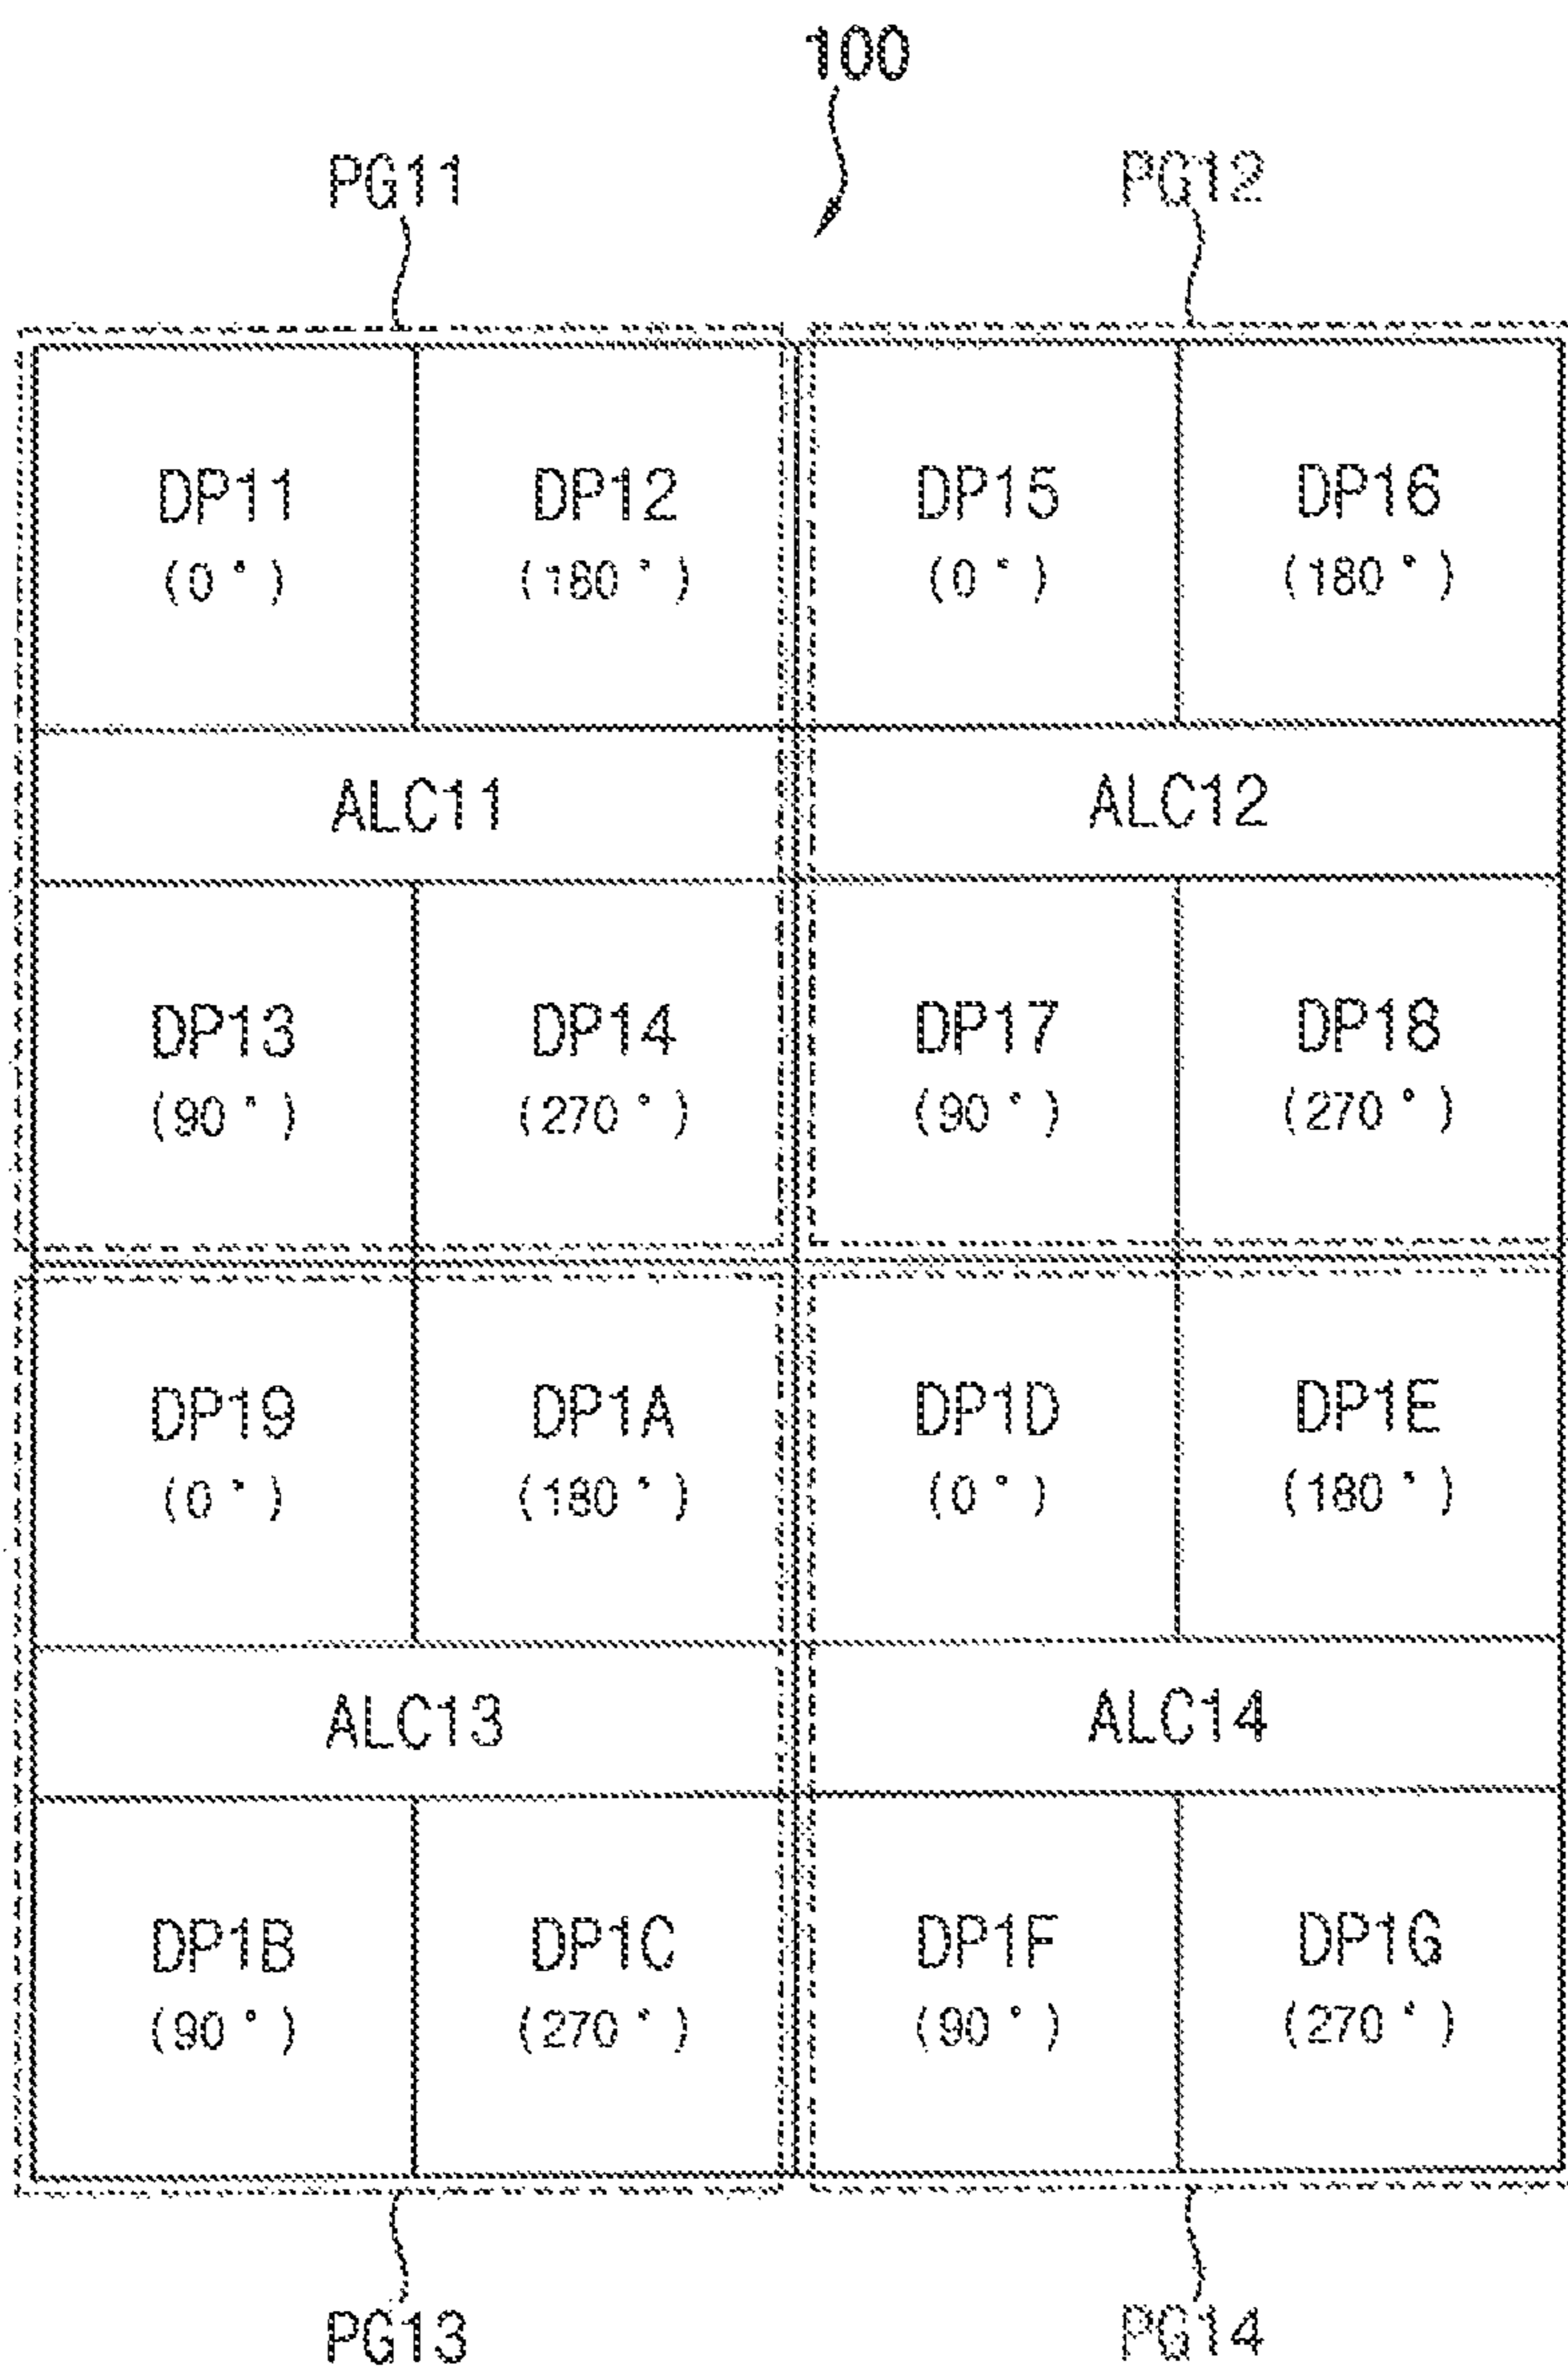 100
PG11 PG12
DP11 DP12 DP15 DP16
(0°) (180°) (0°) (180°)
ALC11 ALC12
DP13 DP14 DP17 DP18
(90°) (270°) (90°) (270°)
DP19 DP1A DP1D DP1E
(0°) (180°) (0°) (180°)
ALC13 ALC14
DP1B DP1C DP1F DP1G
(90°) (270°) (90°) (270°)
PG13 PG14